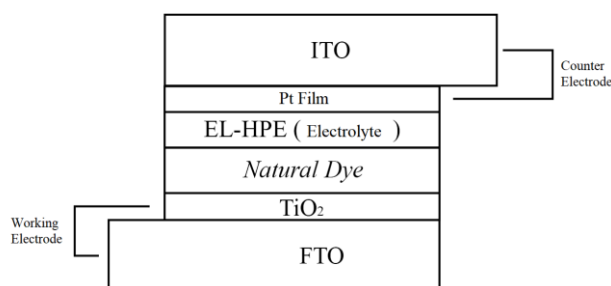 ITO
Counter
Electrode
Pt Film
EL-HPE ( Electrolyte )
Natural Dye
Working
Electrode
TiO₂
FTO